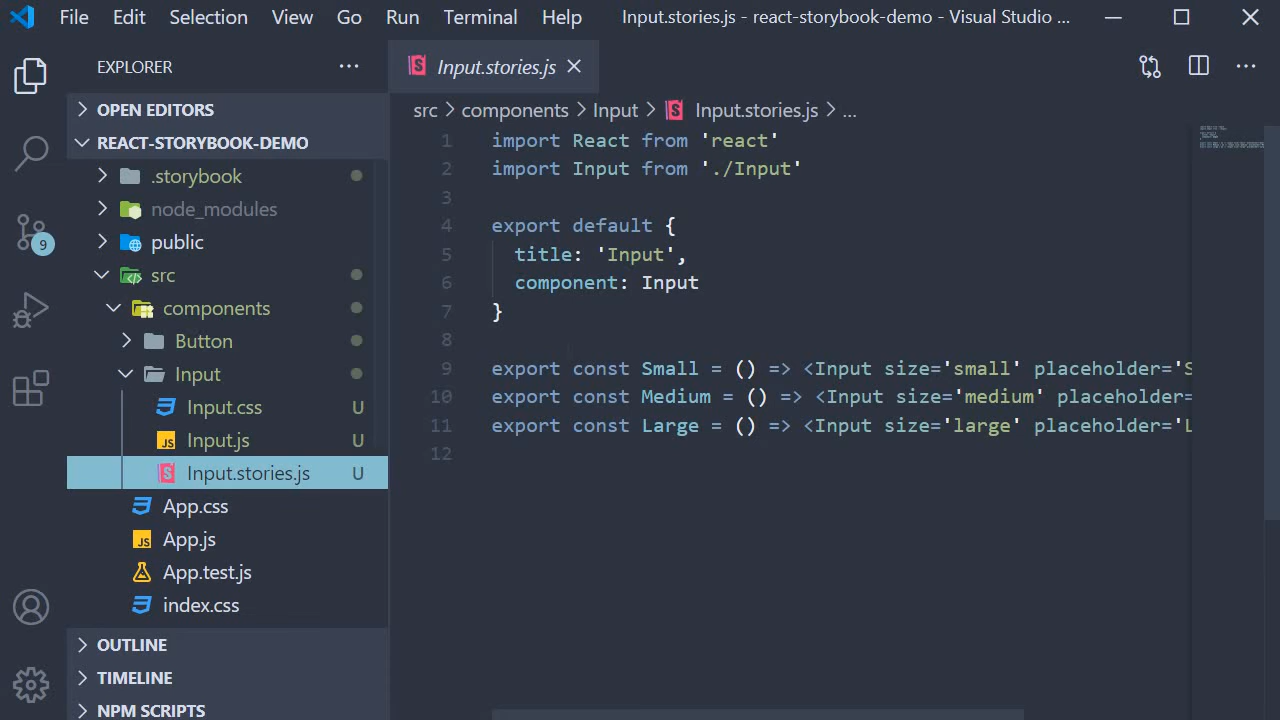 File Edit Selection View Go Run Terminal Help Input.stories.js - react-storybook-demo - Visual Studio ...
EXPLORER
Input.stories.js
OPEN EDITORS
src > components > Input > Input.stories.js > ...
REACT-STORYBOOK-DEMO
.storybook
node_modules
public
src
components
Button
Input
Input.css U
Input.js U
Input.stories.js U
App.css
App.js
App.test.js
index.css
OUTLINE
TIMELINE
NPM SCRIPTS
9
1 import React from 'react'
2 import Input from './Input'
3
4 export default {
5 title: 'Input',
6 component: Input
7 }
8
9 export const Small = () => <Input size='small' placeholder='S
10 export const Medium = () => <Input size='medium' placeholder=
11 export const Large = () => <Input size='large' placeholder='L
12